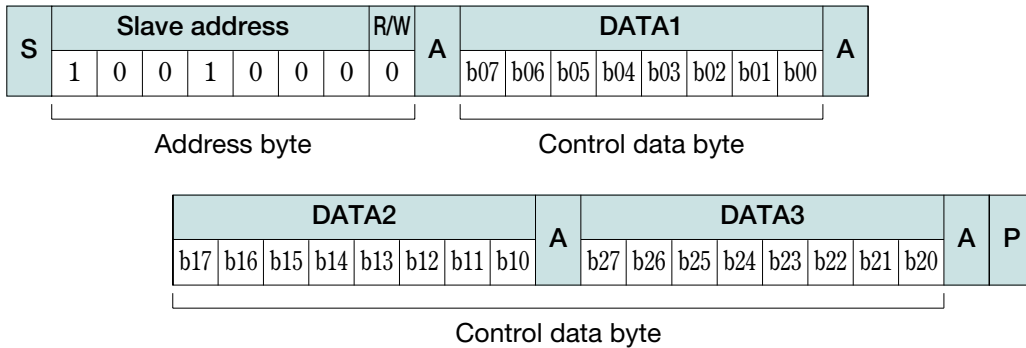 S Slave address R/W A DATA1 A
1 0 0 1 0 0 0 0 b07 b06 b05 b04 b03 b02 b01 b00
Address byte Control data byte
DATA2 A DATA3 A P
b17 b16 b15 b14 b13 b12 b11 b10 b27 b26 b25 b24 b23 b22 b21 b20
Control data byte